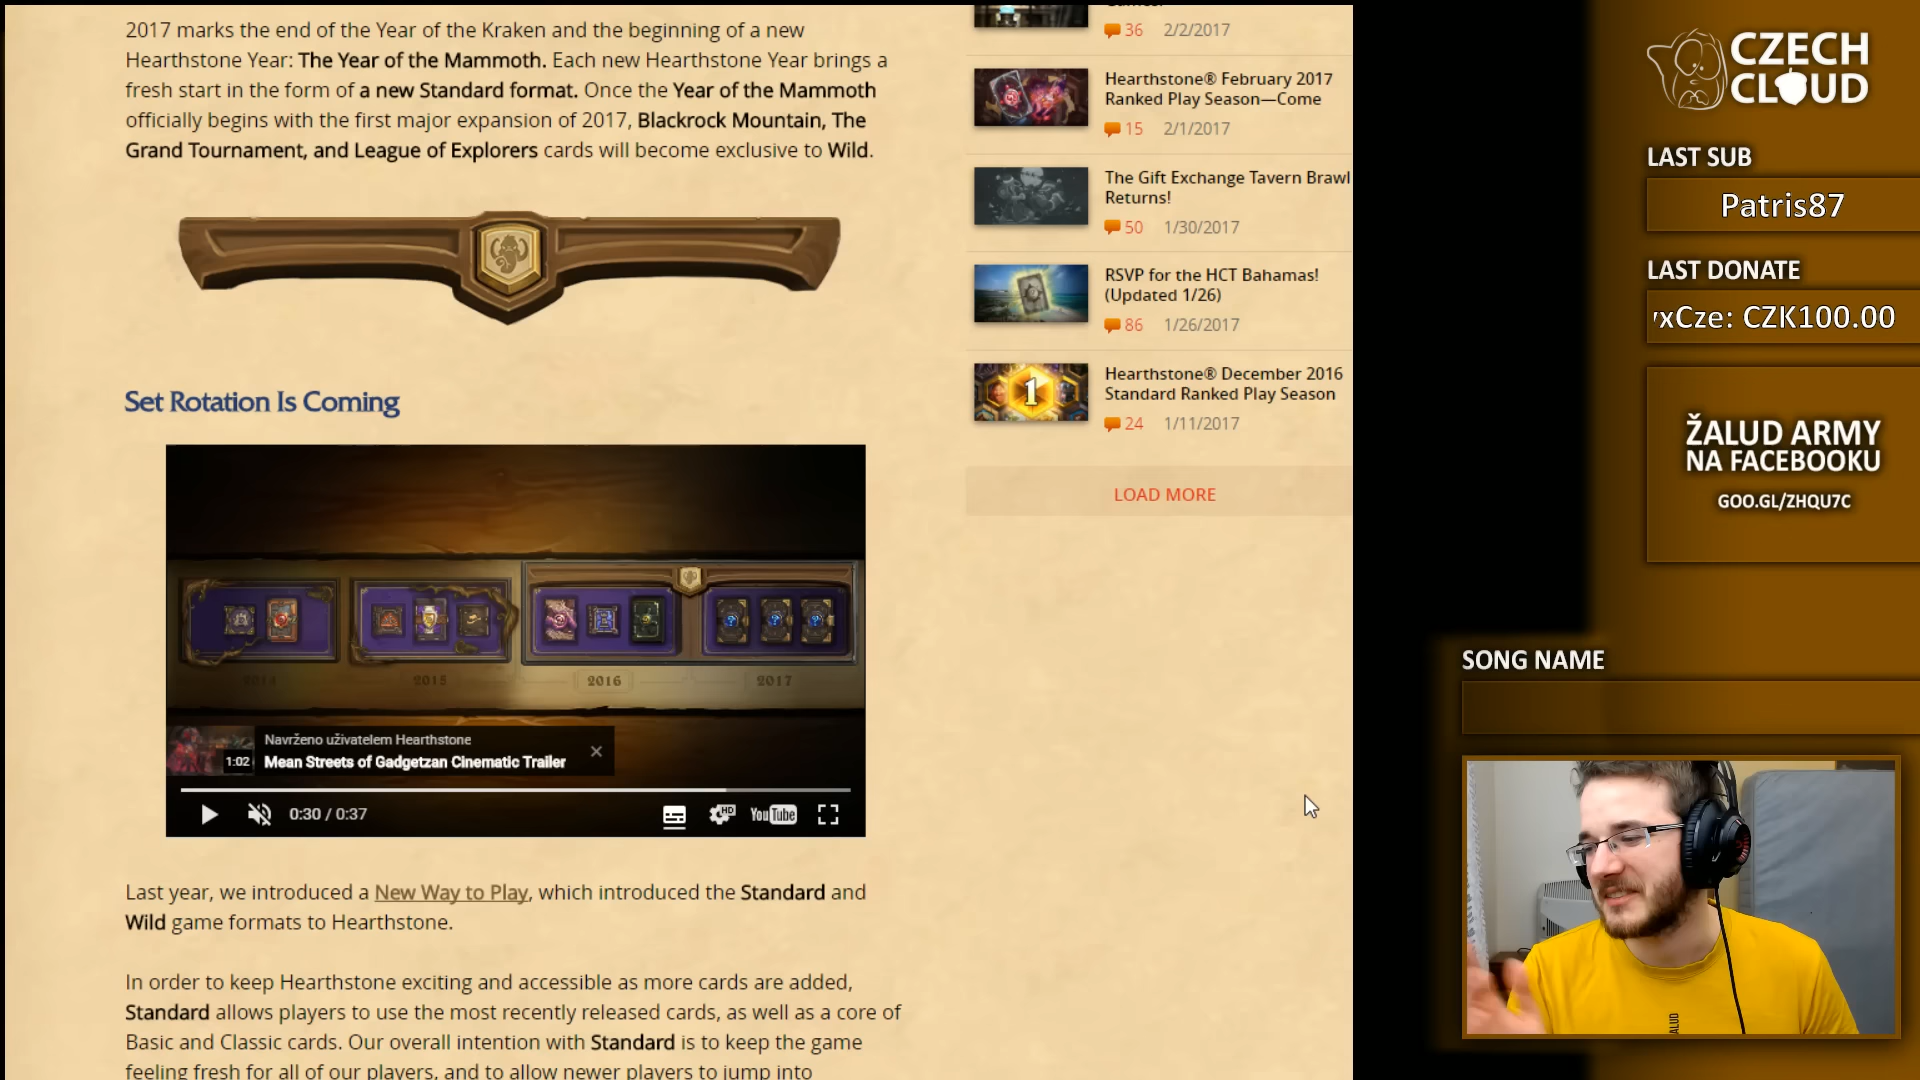 2017 marks the end of the Year of the Kraken and the beginning of a new
Hearthstone Year: The Year of the Mammoth. Each new Hearthstone Year brings a
fresh start in the form of a new Standard format. Once the Year of the Mammoth
officially begins with the first major expansion of 2017, Blackrock Mountain, The
Grand Tournament, and League of Explorers cards will become exclusive to Wild.
Set Rotation Is Coming
2014
2015
2016
2017
Navrženo uživatelem Hearthstone
1:02
Mean Streets of Gadgetzan Cinematic Trailer
0:30 / 0:37
HD
YouTube
Last year, we introduced a New Way to Play, which introduced the Standard and
Wild game formats to Hearthstone.
In order to keep Hearthstone exciting and accessible as more cards are added,
Standard allows players to use the most recently released cards, as well as a core of
Basic and Classic cards. Our overall intention with Standard is to keep the game
feeling fresh for all of our players, and to allow newer players to jump into
36 2/2/2017
Hearthstone® February 2017
Ranked Play Season—Come
15 2/1/2017
The Gift Exchange Tavern Brawl
Returns!
50 1/30/2017
RSVP for the HCT Bahamas!
(Updated 1/26)
86 1/26/2017
1
Hearthstone® December 2016
Standard Ranked Play Season
24 1/11/2017
LOAD MORE
CZECH
CLOUD
LAST SUB
Patris87
LAST DONATE
xCze: CZK100.00
ŽALUD ARMY
NA FACEBOOKU
GOO.GL/ZHQU7C
SONG NAME
ALUD